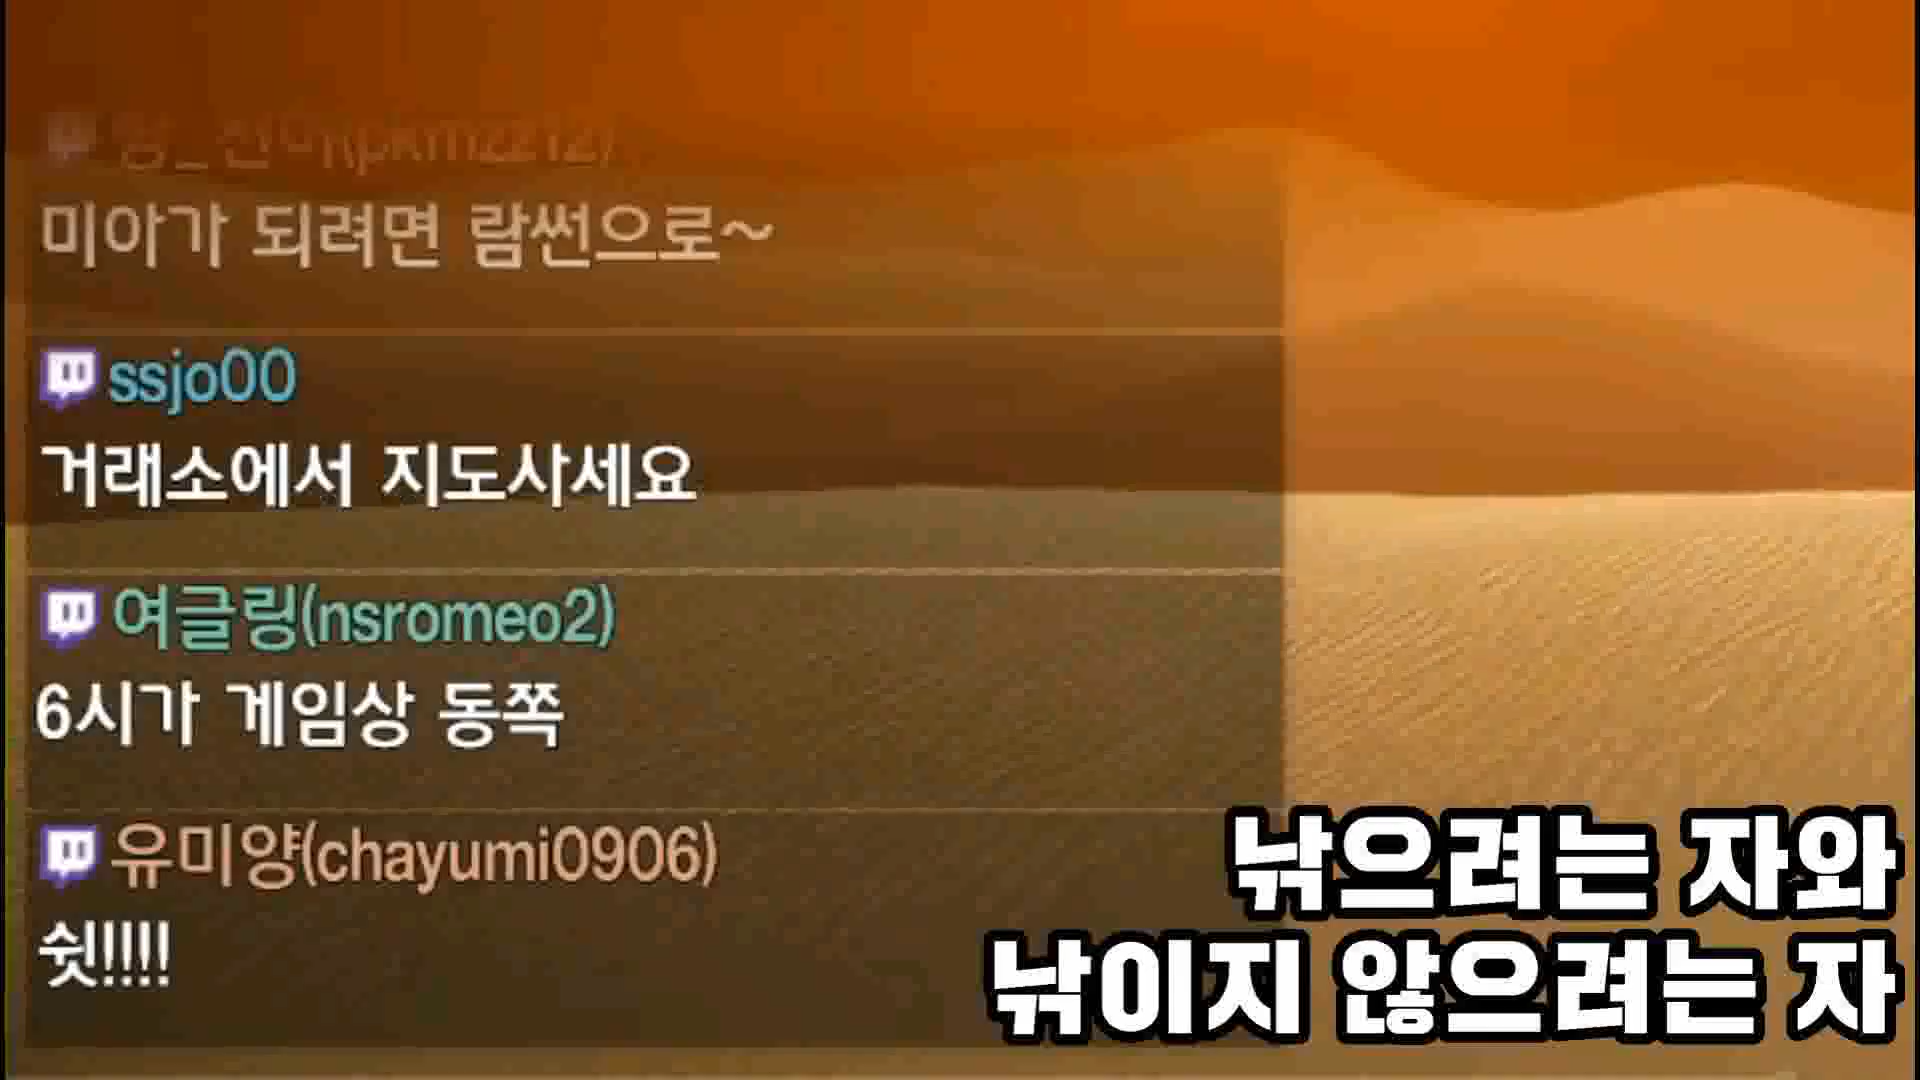 미아가 되려면 람썬으로~
ssjo00
거래소에서 지도사세요
여글링(nsromeo2)
6시가 게임상 동쪽
유미양(chayumi0906)
쉿!!!!
낚으려는 자와
낚이지 않으려는 자